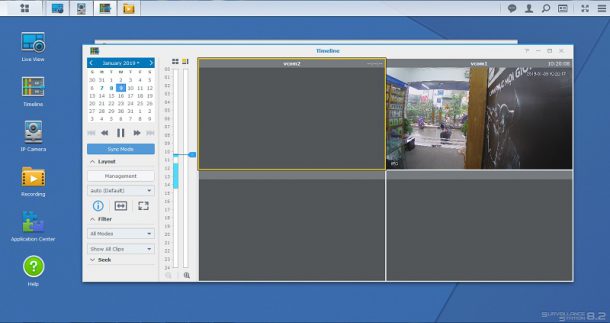 Timeline
Live View
Timeline
IP Camera
Recording
Application Center
Help
January 2019
S M T W T F S
30 31 1 2 3 4 5
6 7 8 9 10 11 12
13 14 15 16 17 18 19
20 21 22 23 24 25 26
27 28 29 30 31 1 2
3 4 5 6 7 8 9
Sync Mode
Layout
Management
auto (Default)
Filter
All Modes
Show All Clips
Seek
00
01
02
03
04
05
06
07
08
09
10
11
12
13
14
15
16
17
18
19
20
21
22
23
24
vcam2 --:--:--
vcam1 10:20:08
SURVEILLANCE STATION 8.2